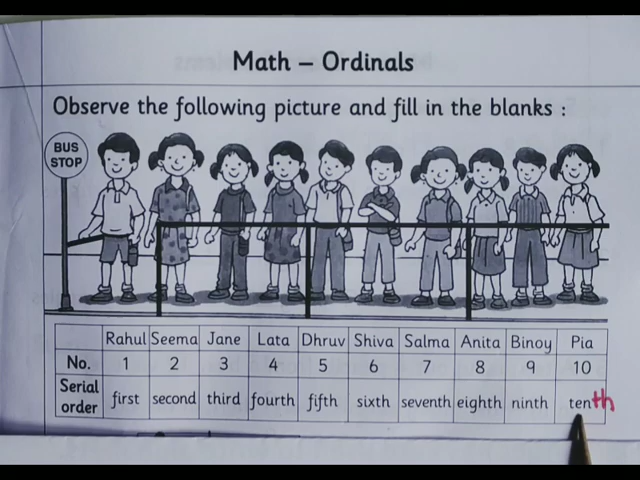 Math – Ordinals
Observe the following picture and fill in the blanks :
BUS
STOP
Rahul Seema Jane Lata Dhruv Shiva Salma Anita Binoy Pia
No. 1 2 3 4 5 6 7 8 9 10
Serial order first second third fourth fifth sixth seventh eighth ninth tenth